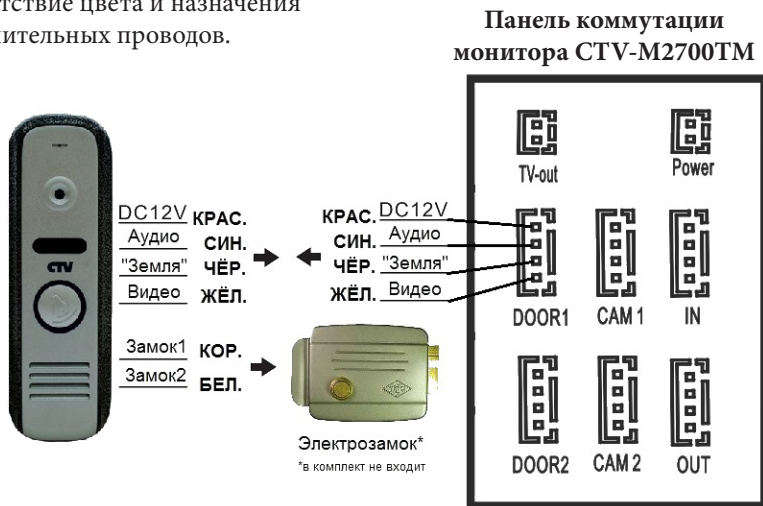 тствие цвета и назначения
ительных проводов.
Панель коммутации
монитора CTV-M2700TM
TV-out
Power
DC12V КРАС.
Аудио СИН.
"Земля" ЧЁР.
Видео ЖЁЛ.
КРАС. DC12V
СИН. Аудио
ЧЁР. "Земля"
ЖЁЛ. Видео
CTV
DOOR1
CAM 1
IN
Замок1 КОР.
Замок2 БЕЛ.
Электрозамок*
*в комплект не входит
DOOR2
CAM 2
OUT